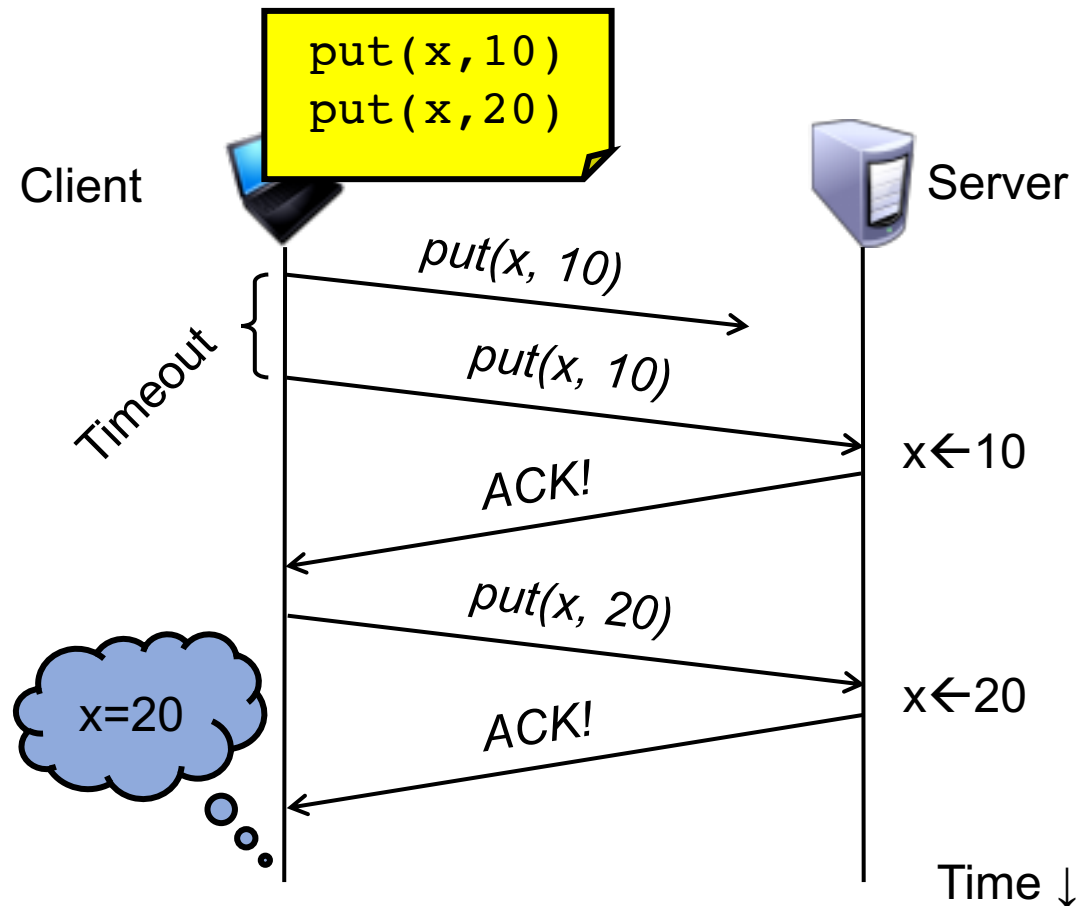 put(x,10)
put(x,20)
Client
Server
put(x, 10)
Timeout
put(x, 10)
x←10
ACK!
put(x, 20)
x=20
x←20
ACK!
Time ↓